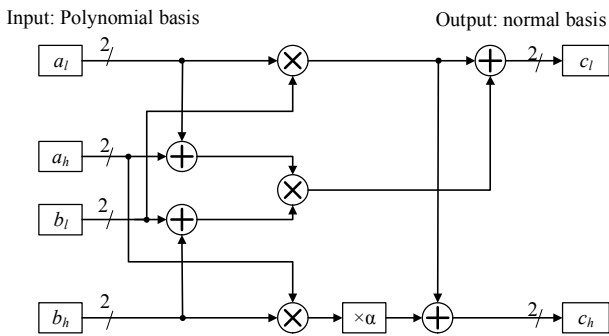 Input: Polynomial basis
Output: normal basis
a_l 2 2 c_l
a_h 2
b_l 2
b_h 2 ×α 2 c_h